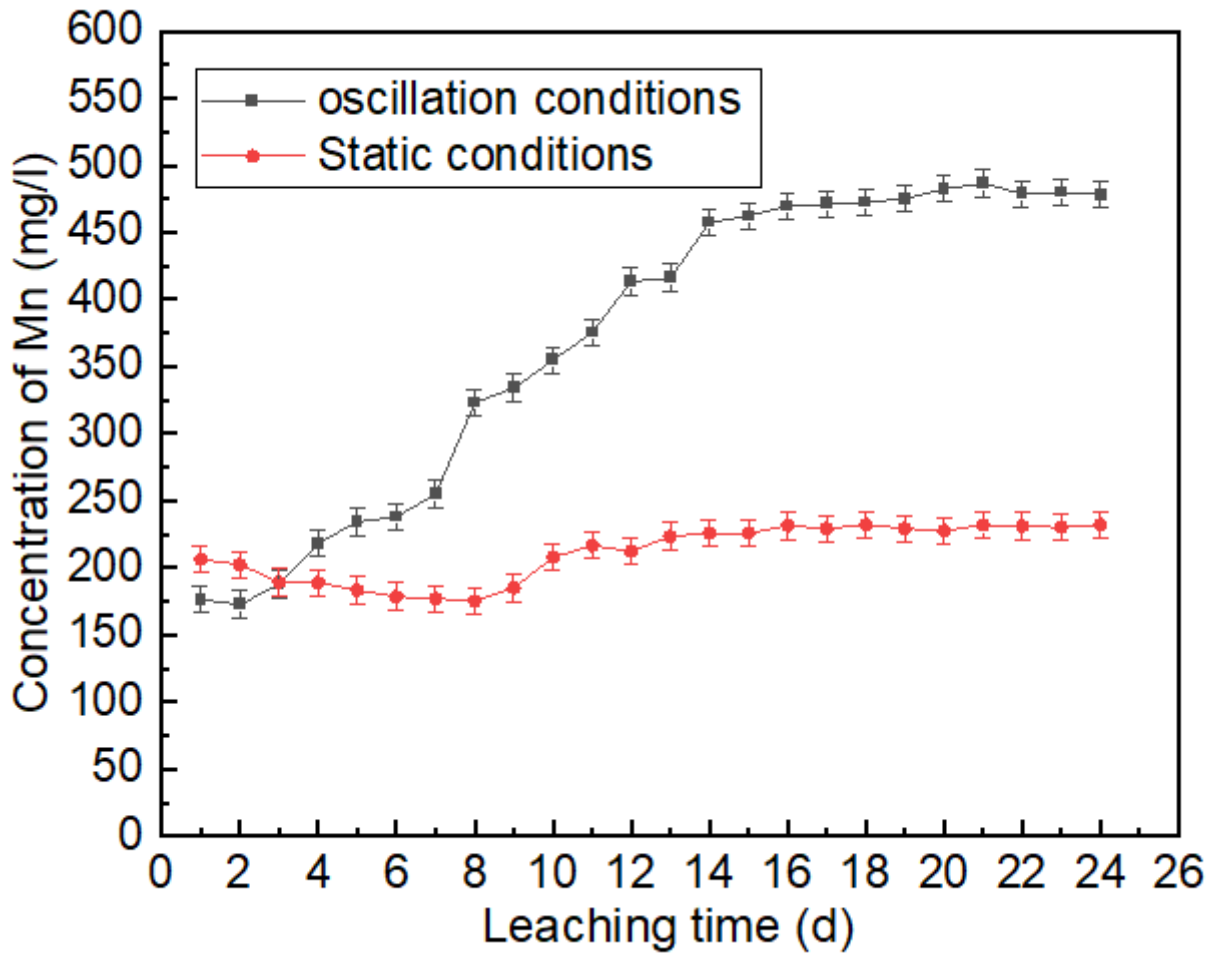 600
550
500
450
400
350
300
250
200
150
100
50
0
Concentration of Mn (mg/l)
oscillation conditions
Static conditions
0 2 4 6 8 10 12 14 16 18 20 22 24 26
Leaching time (d)